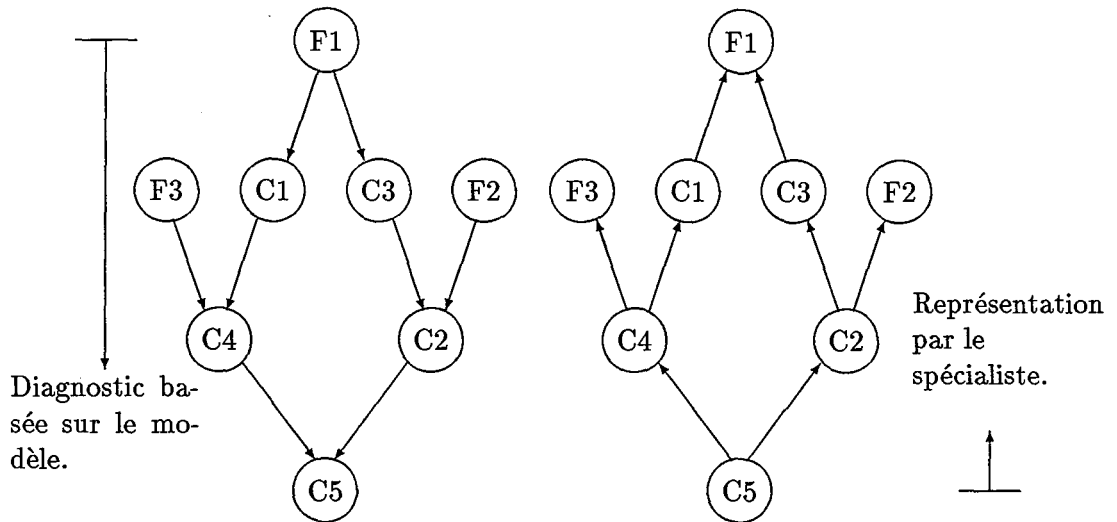 F1
F1
F3
C1
C3
F2
F3
C1
C3
F2
C4
C2
C4
C2
Représentation
par le
spécialiste.
Diagnostic ba-
sée sur le mo-
dèle.
C5
C5